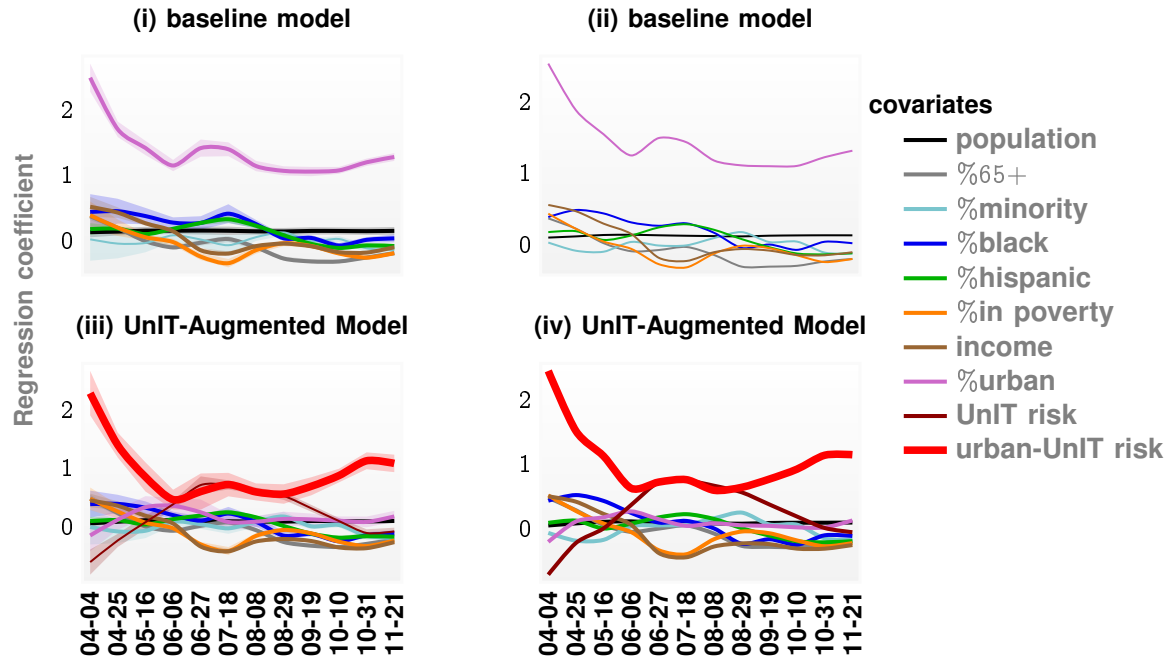 (i) baseline model
(ii) baseline model
Regression coefficient
2
1
0
2
1
0
covariates
population
%65+
%minority
%black
%hispanic
%in poverty
income
%urban
UnIT risk
urban-UnIT risk
(iii) UnIT-Augmented Model
(iv) UnIT-Augmented Model
2
1
0
2
1
0
04-04
04-25
05-16
06-06
06-27
07-18
08-08
08-29
09-19
10-10
10-31
11-21
04-04
04-25
05-16
06-06
06-27
07-18
08-08
08-29
09-19
10-10
10-31
11-21